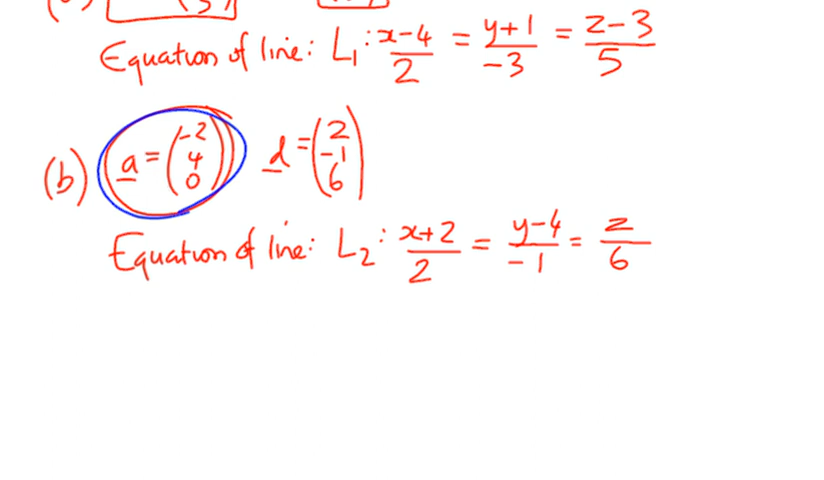 Equation of line: L₁: x-4/2 = y+1/-3 = z-3/5
(b) a = (-2 4 0) d = (2 -1 6)
Equation of line: L₂: x+2/2 = y-4/-1 = z/6